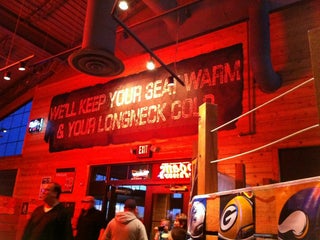 WE'LL KEEP YOUR SEAT WARM
& YOUR LONGNECK COLD
EXIT
G